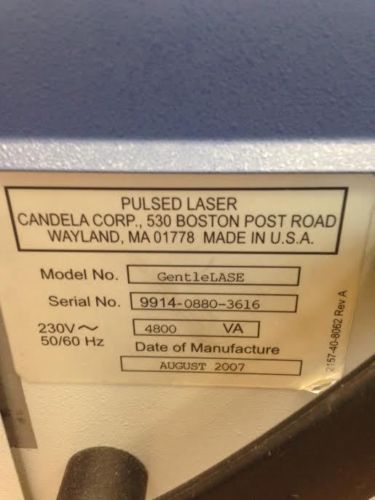 PULSED LASER
CANDELA CORP., 530 BOSTON POST ROAD
WAYLAND, MA 01778 MADE IN U.S.A.
Model No. GentleLASE
Serial No. 9914-0880-3616
230V~ 4800 VA
50/60 Hz Date of Manufacture
AUGUST 2007
2157-40-8062 Rev A